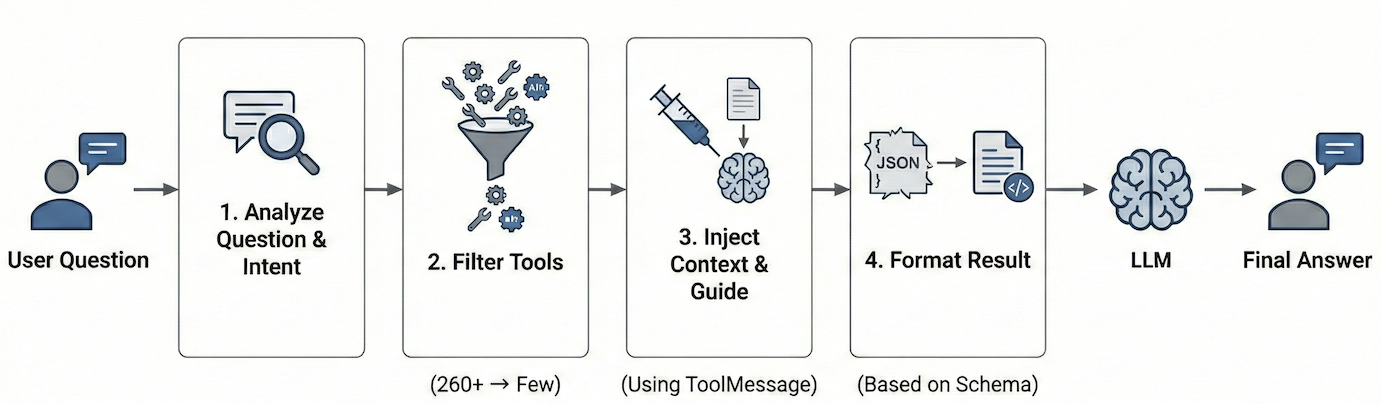 User Question
1. Analyze
Question &
Intent
2. Filter Tools
(260+ → Few)
3. Inject
Context &
Guide
(Using ToolMessage)
{ JSON }
4. Format Result
(Based on Schema)
</>
LLM
Final Answer